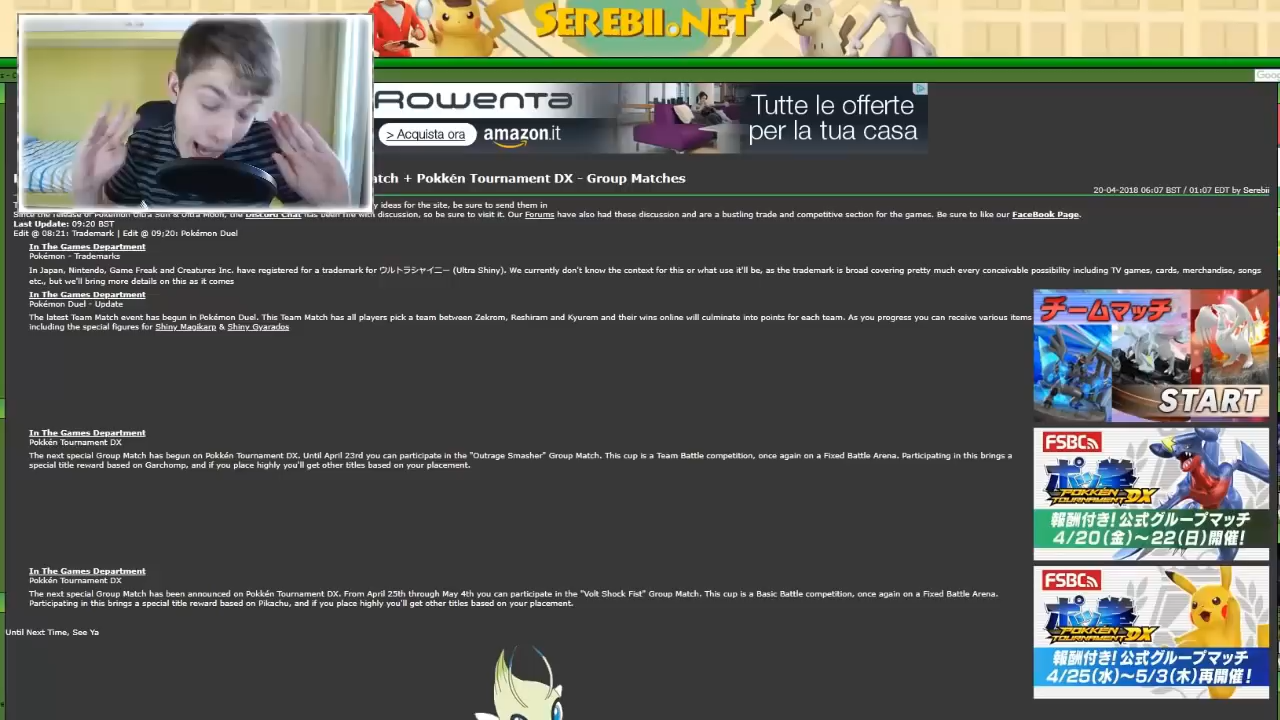 SEREBII.NET
Goo
ROWENTA
> Acquista ora
amazon.it
Tutte le offerte
per la tua casa
tch + Pokkén Tournament DX - Group Matches
20-04-2018 06:07 BST / 01:07 EDT by Serebii
y ideas for the site, be sure to send them in
Since the release of Pokémon Ultra Sun & Ultra Moon, the Discord Chat has been rife with discussion, so be sure to visit it. Our Forums have also had these discussion and are a bustling trade and competitive section for the games. Be sure to like our FaceBook Page.
Last Update: 09:20 BST
Edit @ 08:21: Trademark | Edit @ 09;20: Pokémon Duel
In The Games Department
Pokémon - Trademarks
In Japan, Nintendo, Game Freak and Creatures Inc. have registered for a trademark for ウルトラシャイニー (Ultra Shiny). We currently don't know the context for this or what use it'll be, as the trademark is broad covering pretty much every conceivable possibility including TV games, cards, merchandise, songs
etc., but we'll bring more details on this as it comes
In The Games Department
Pokémon Duel - Update
The latest Team Match event has begun in Pokémon Duel. This Team Match has all players pick a team between Zekrom, Reshiram and Kyurem and their wins online will culminate into points for each team. As you progress you can receive various items
including the special figures for Shiny Magikarp & Shiny Gyarados
チームマッチ
START
In The Games Department
Pokkén Tournament DX
The next special Group Match has begun on Pokkén Tournament DX. Until April 23rd you can participate in the "Outrage Smasher" Group Match. This cup is a Team Battle competition, once again on a Fixed Battle Arena. Participating in this brings a
special title reward based on Garchomp, and if you place highly you'll get other titles based on your placement.
FSBC
ポッ拳
POKKÉN TOURNAMENT DX
報酬付き!公式グループマッチ
4/20(金)～22(日)開催!
In The Games Department
Pokkén Tournament DX
The next special Group Match has been announced on Pokkén Tournament DX. From April 25th through May 4th you can participate in the "Volt Shock Fist" Group Match. This cup is a Basic Battle competition, once again on a Fixed Battle Arena.
Participating in this brings a special title reward based on Pikachu, and if you place highly you'll get other titles based on your placement.
FSBC
ポッ拳
POKKÉN TOURNAMENT DX
報酬付き!公式グループマッチ
4/25(水)～5/3(木)再開催!
Until Next Time, See Ya